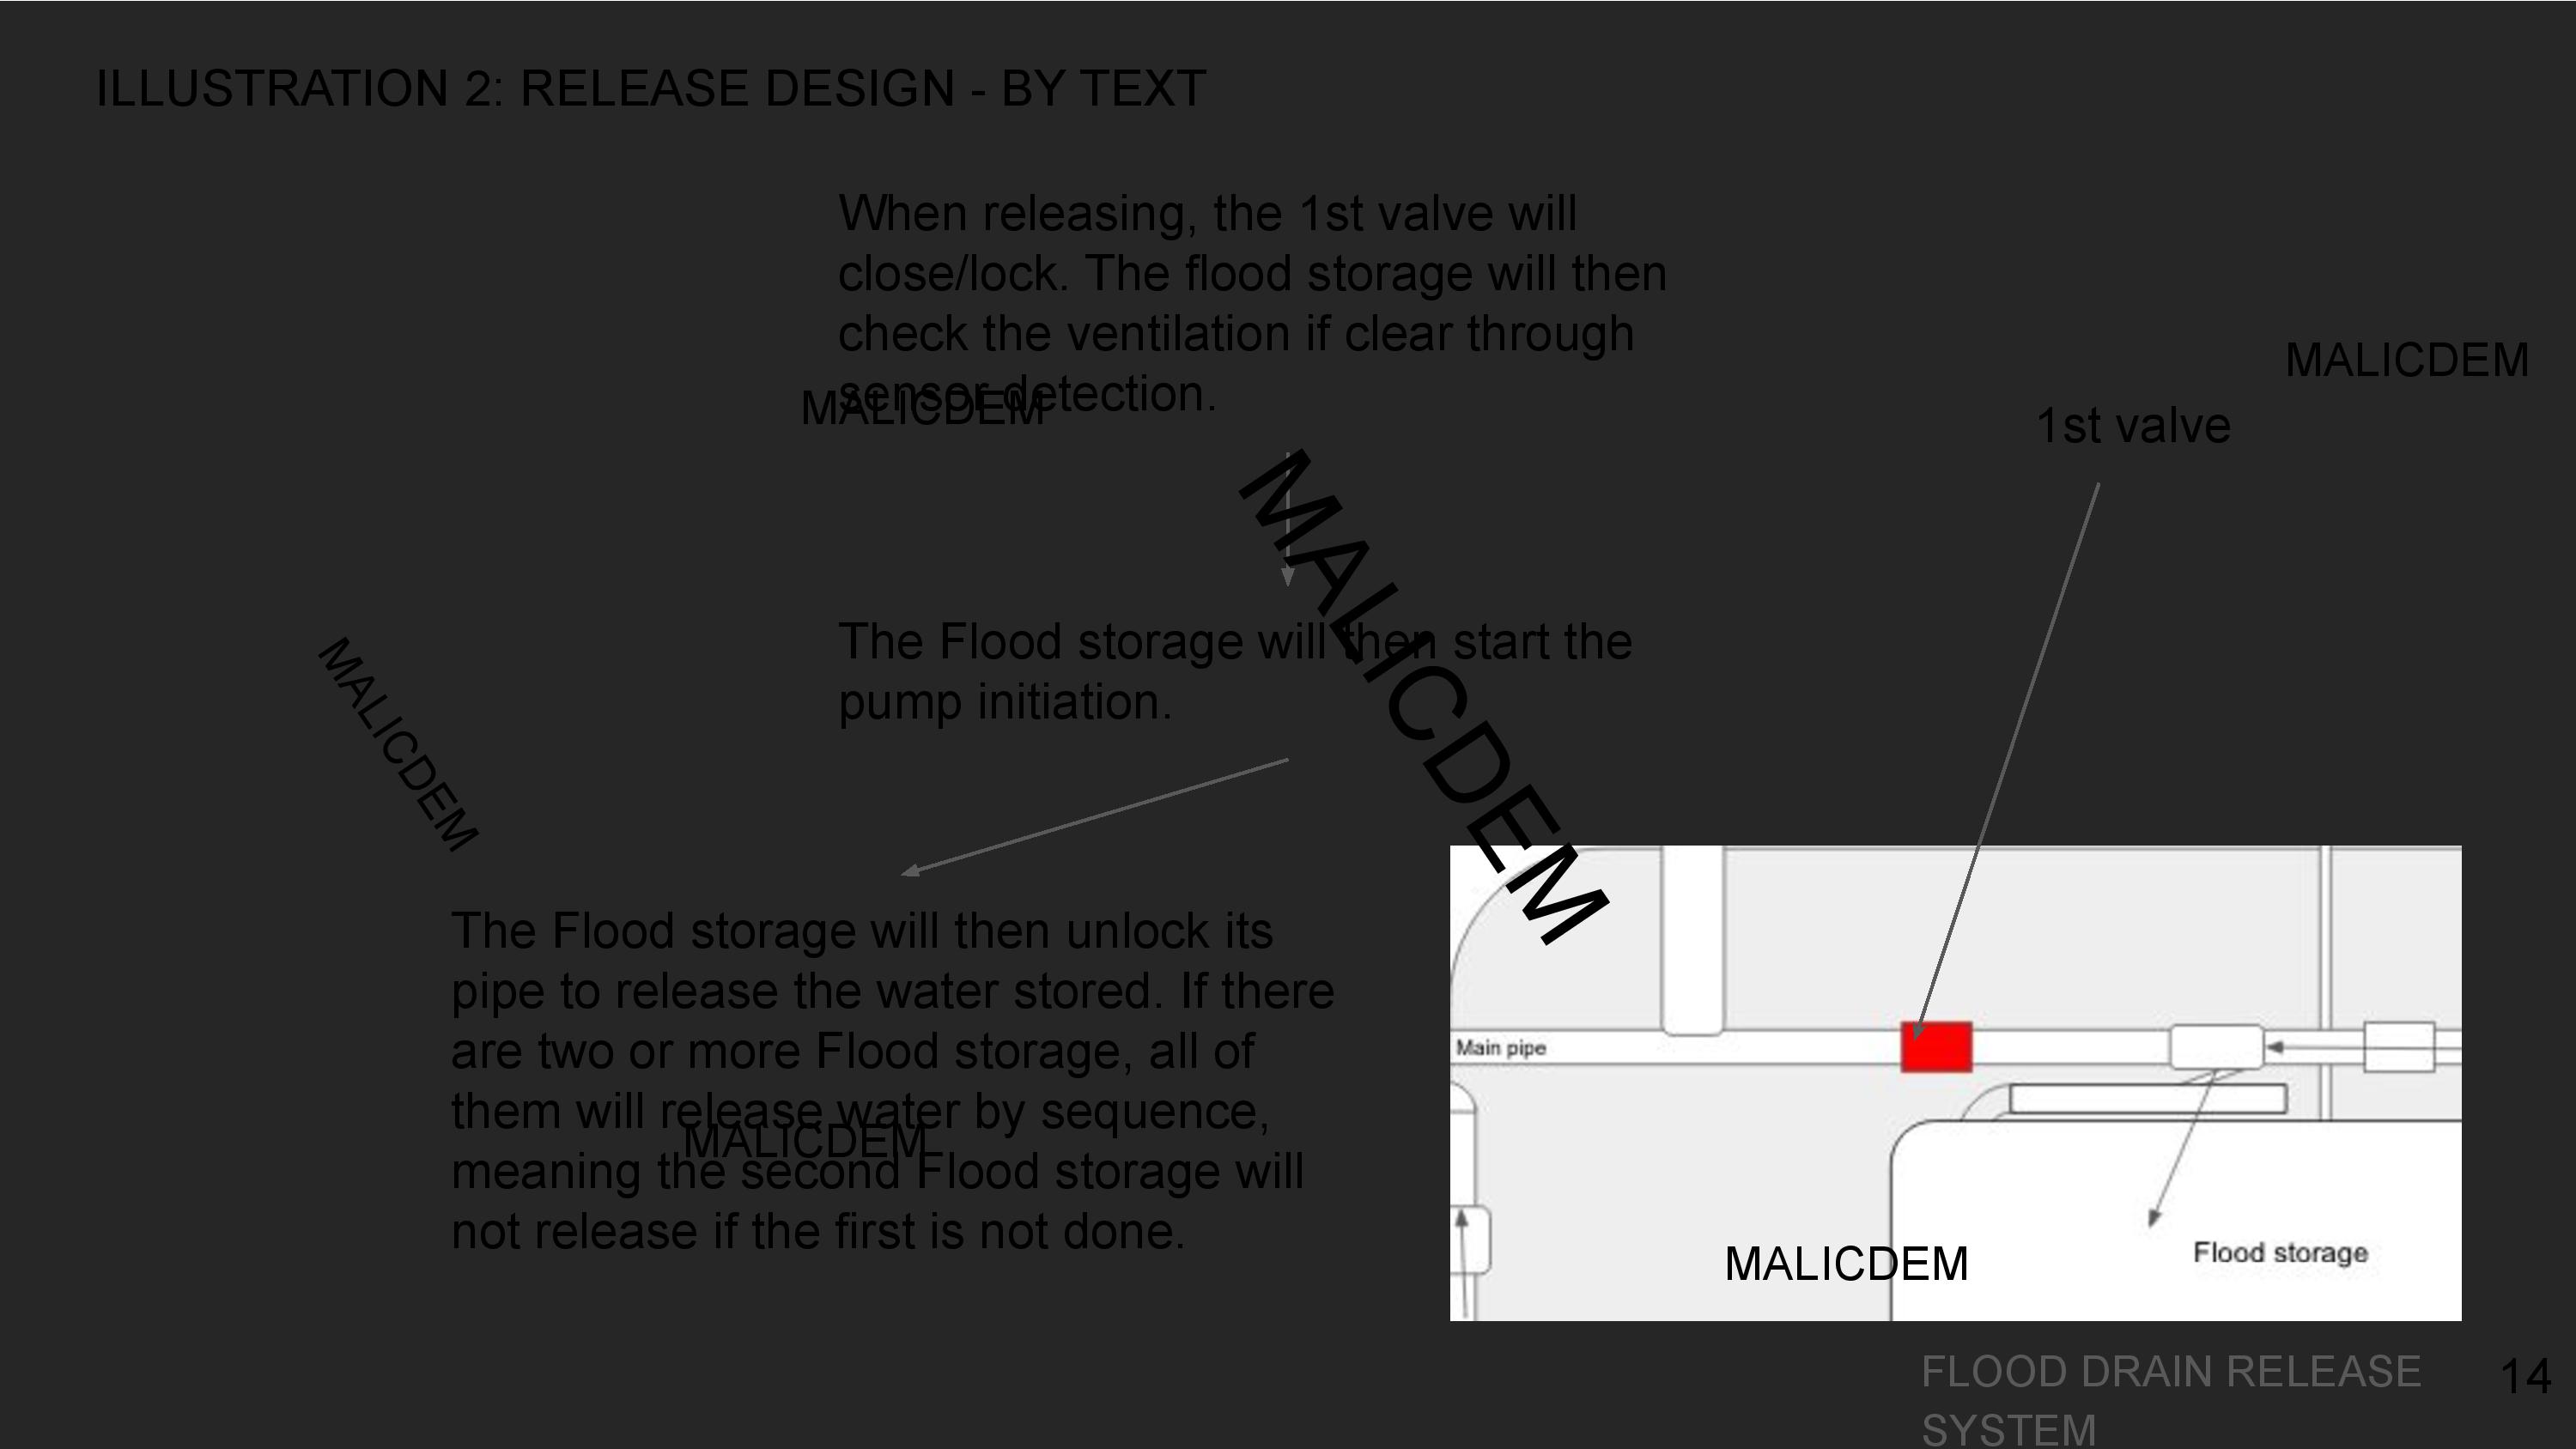 ILLUSTRATION 2: RELEASE DESIGN - BY TEXT
When releasing, the 1st valve will
close/lock. The flood storage will then
check the ventilation if clear through
sensor detection.
MALICDEM
MALICDEM
1st valve
MALICDEM
The Flood storage will then start the
pump initiation.
MALICDEM
The Flood storage will then unlock its
pipe to release the water stored. If there
are two or more Flood storage, all of
them will release water by sequence,
MALICDEM
meaning the second Flood storage will
not release if the first is not done.
Main pipe
Flood storage
MALICDEM
FLOOD DRAIN RELEASE
SYSTEM
14